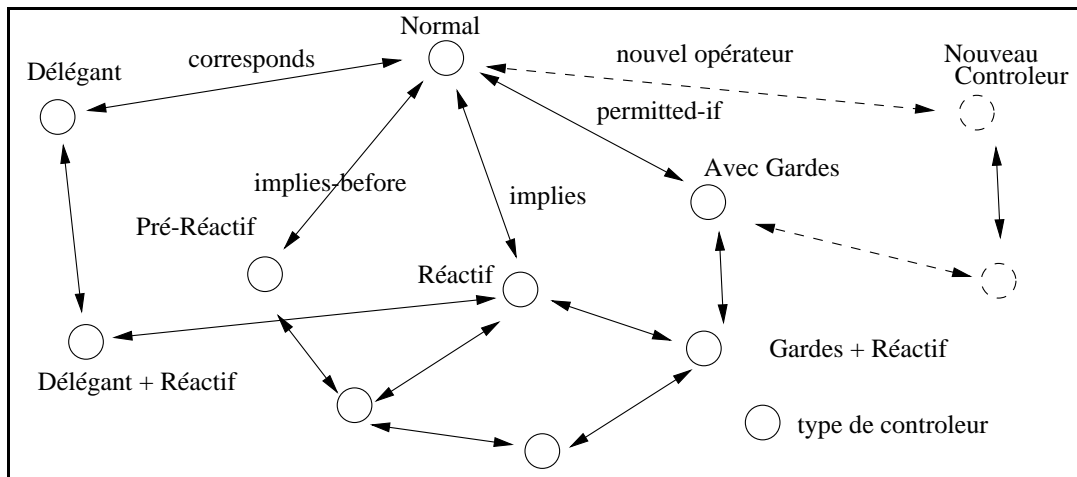 Normal
corresponds
nouvel opérateur
Nouveau
Controleur
Délégant
permitted-if
Avec Gardes
implies-before
implies
Pré-Réactif
Réactif
Gardes + Réactif
Délégant + Réactif
type de controleur